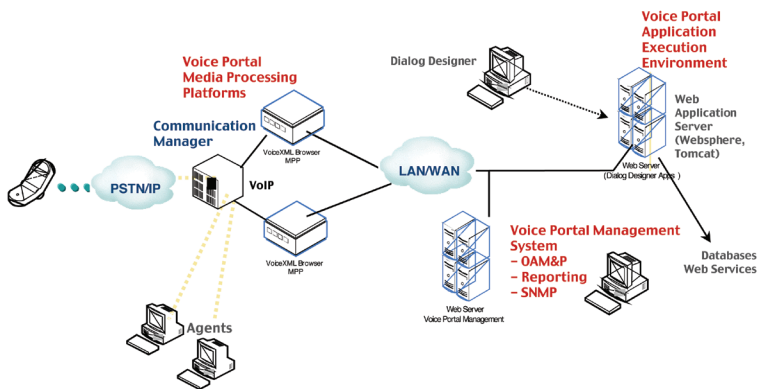 Voice Portal
Application
Execution
Environment
Dialog Designer
Voice Portal
Media Processing
Platforms
Web
Application
Server
(Websphere,
Tomcat)
Communication
Manager
VoiceXML Browser
MPP
Web Server
(Dialog Designer Apps )
LAN/WAN
PSTN/IP
VoIP
Voice Portal Management
System
- OAM&P
- Reporting
- SNMP
Databases
Web Services
VoiceXML Browser
MPP
Web Server
Voice Portal Management
Agents